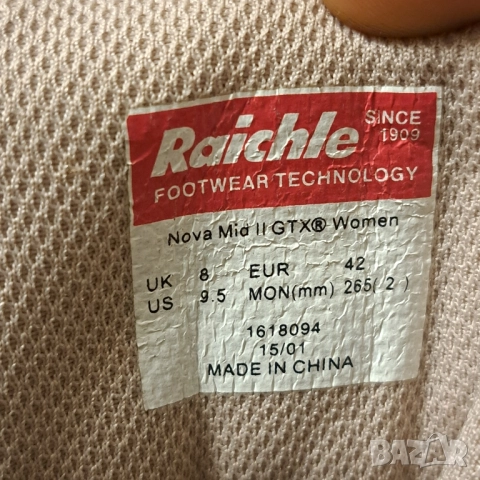 Raichle SINCE 1909
FOOTWEAR TECHNOLOGY
Nova Mid II GTX® Women
UK 8 EUR 42
US 9.5 MON(mm) 265( 2 )
1618094
15/01
MADE IN CHINA
BAZAR